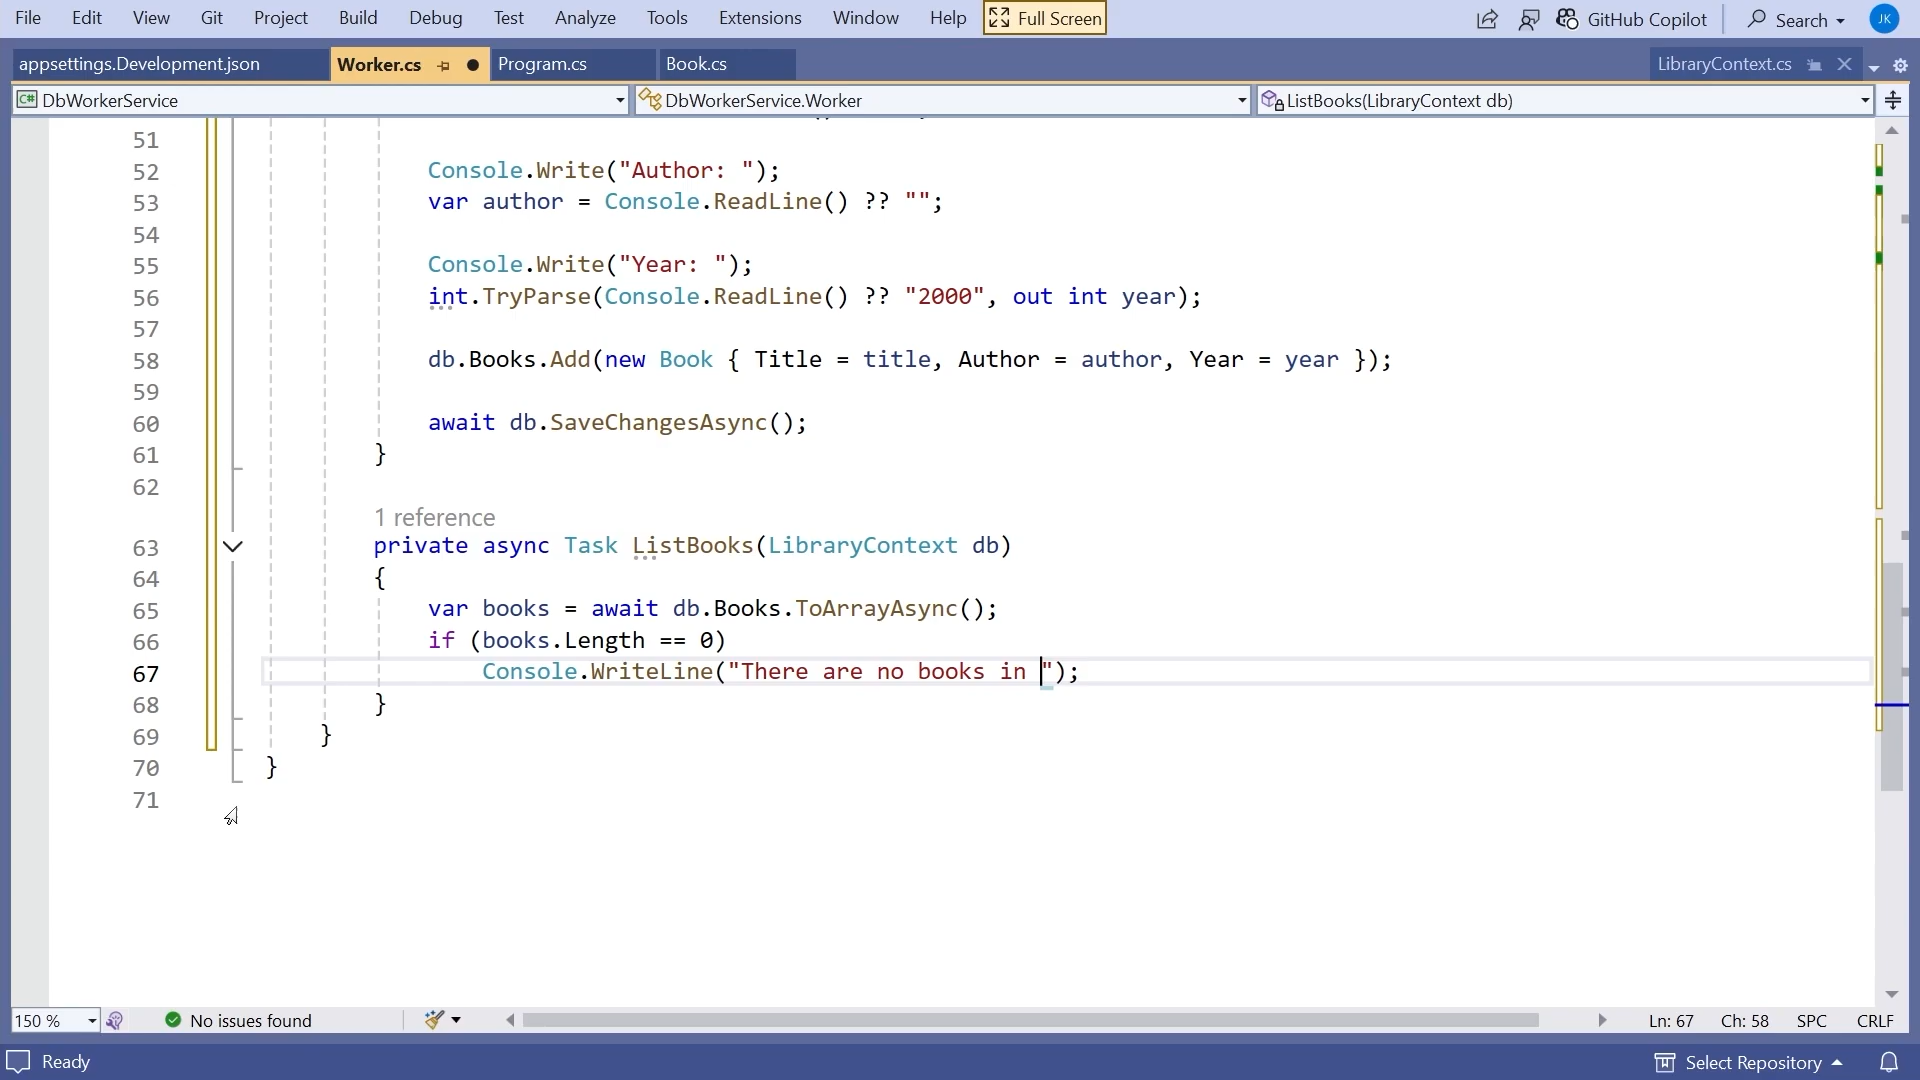 File Edit View Git Project Build Debug Test Analyze Tools Extensions Window Help Full Screen GitHub Copilot Search JK
appsettings.Development.json Worker.cs Program.cs Book.cs LibraryContext.cs
C# DbWorkerService DbWorkerService.Worker ListBooks(LibraryContext db)
51
52 Console.Write("Author: ");
53 var author = Console.ReadLine() ?? "";
54
55 Console.Write("Year: ");
56 int.TryParse(Console.ReadLine() ?? "2000", out int year);
57
58 db.Books.Add(new Book { Title = title, Author = author, Year = year });
59
60 await db.SaveChangesAsync();
61 }
62
1 reference
63 private async Task ListBooks(LibraryContext db)
64 {
65 var books = await db.Books.ToArrayAsync();
66 if (books.Length == 0)
67 Console.WriteLine("There are no books in ");
68 }
69 }
70 }
71
150 % No issues found Ln: 67 Ch: 58 SPC CRLF
Ready Select Repository